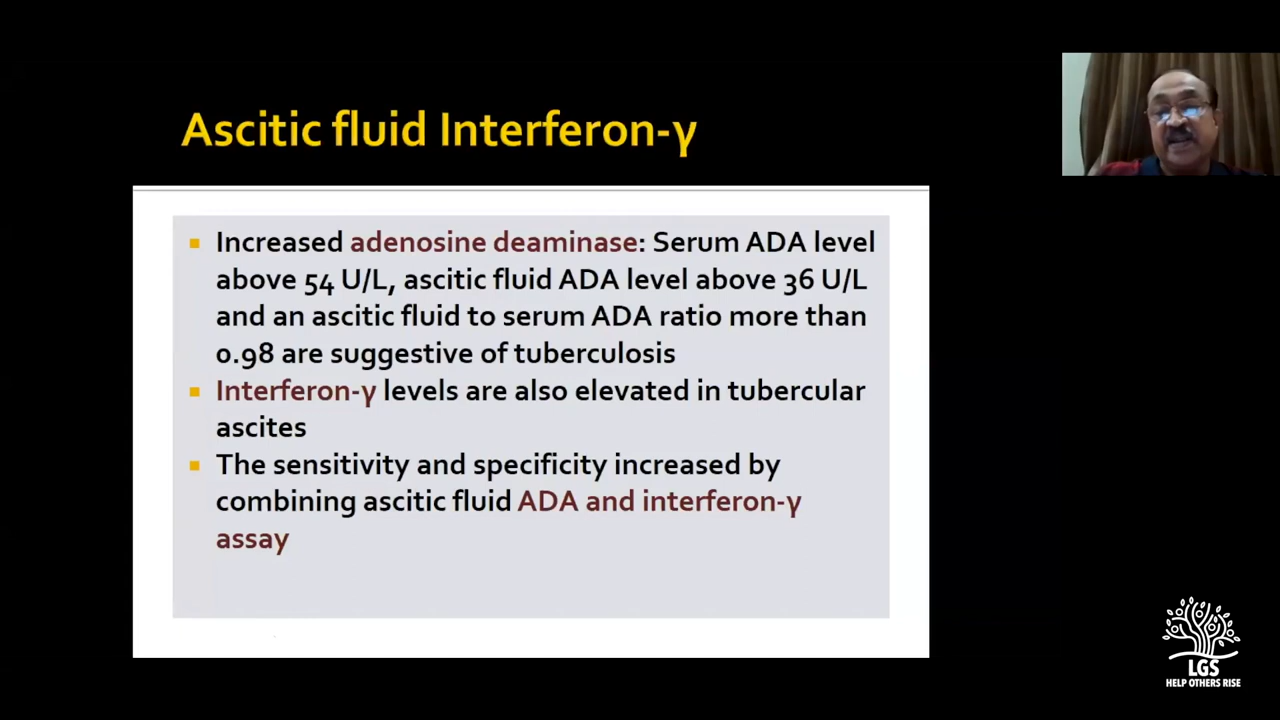 Ascitic fluid Interferon-γ
Increased adenosine deaminase: Serum ADA level
above 54 U/L, ascitic fluid ADA level above 36 U/L
and an ascitic fluid to serum ADA ratio more than
0.98 are suggestive of tuberculosis
Interferon-γ levels are also elevated in tubercular
ascites
The sensitivity and specificity increased by
combining ascitic fluid ADA and interferon-γ
assay
LGS
HELP OTHERS RISE